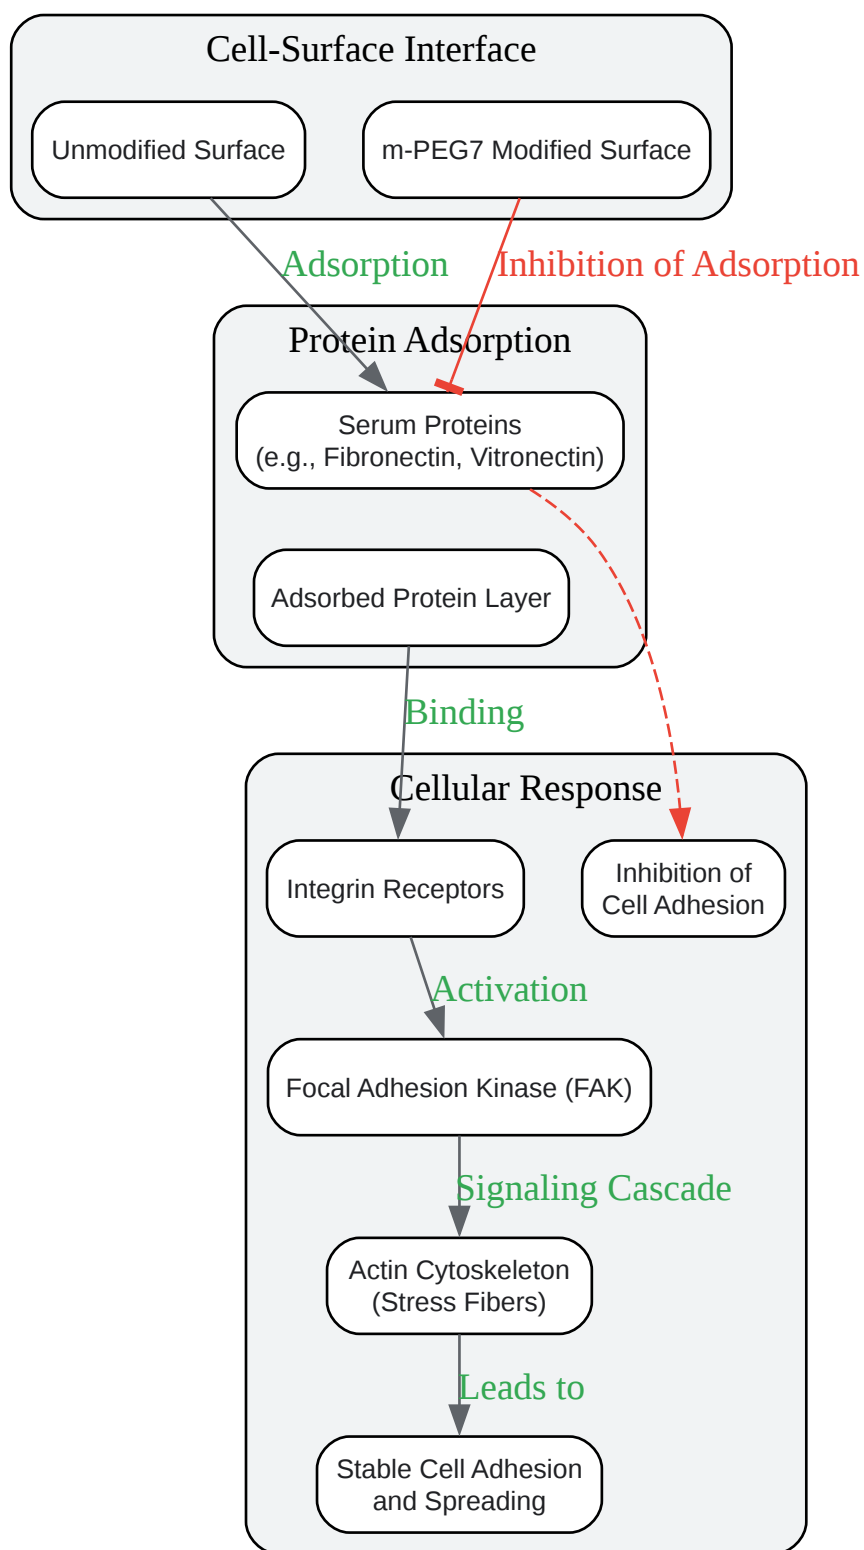 Cell-Surface Interface
Unmodified Surface
m-PEG7 Modified Surface
Adsorption
Inhibition of Adsorption
Protein Adsorption
Serum Proteins
(e.g., Fibronectin, Vitronectin)
Adsorbed Protein Layer
Binding
Cellular Response
Integrin Receptors
Inhibition of
Cell Adhesion
Activation
Focal Adhesion Kinase (FAK)
Signaling Cascade
Actin Cytoskeleton
(Stress Fibers)
Leads to
Stable Cell Adhesion
and Spreading